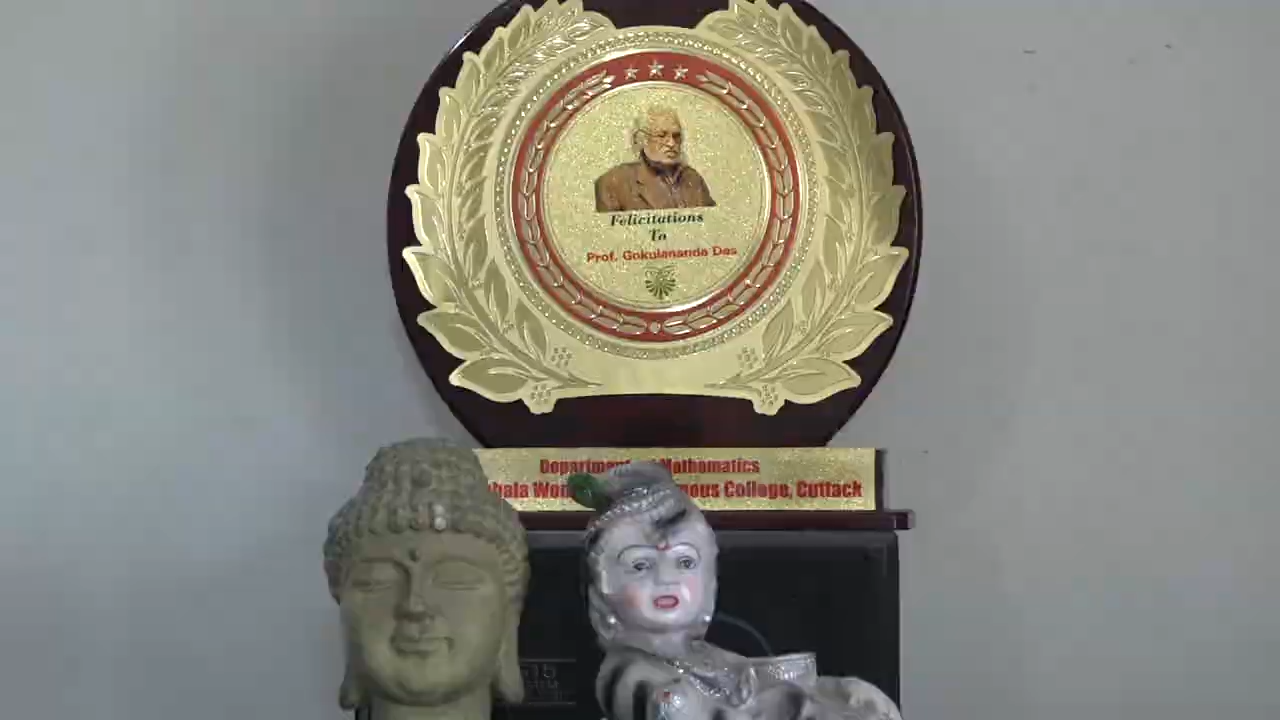 Felicitations
To
Prof. Gokulananda Das
Department Mathematics
College, Cuttack